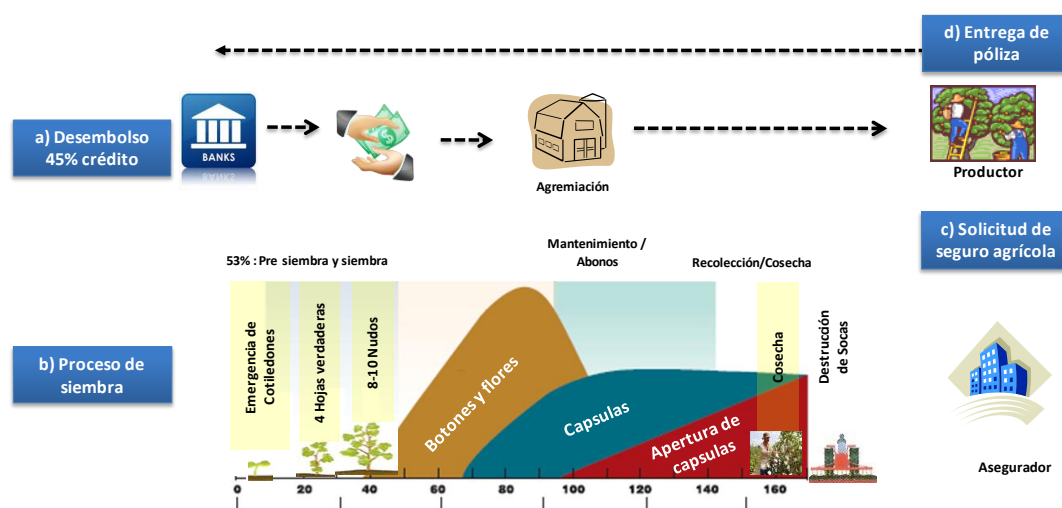 d) Entrega de
póliza
a) Desembolso
45% crédito
BANKS
Agremiación
Productor
c) Solicitud de
seguro agrícola
Mantenimiento /
Abonos
53% : Pre siembra y siembra
Recolección/Cosecha
b) Proceso de
siembra
Emergencia de
Cotiledones
4 Hojas verdaderas
8-10 Nudos
Botones y flores
Capsulas
Apertura de
capsulas
Cosecha
Destrucción
de Socas
Asegurador
0 20 40 60 80 100 120 140 160